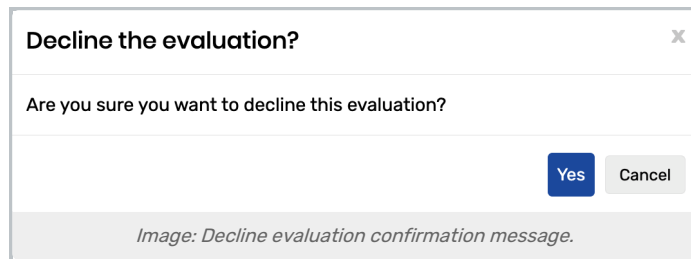 Decline the evaluation?
x
Are you sure you want to decline this evaluation?
Yes
Cancel
Image: Decline evaluation confirmation message.